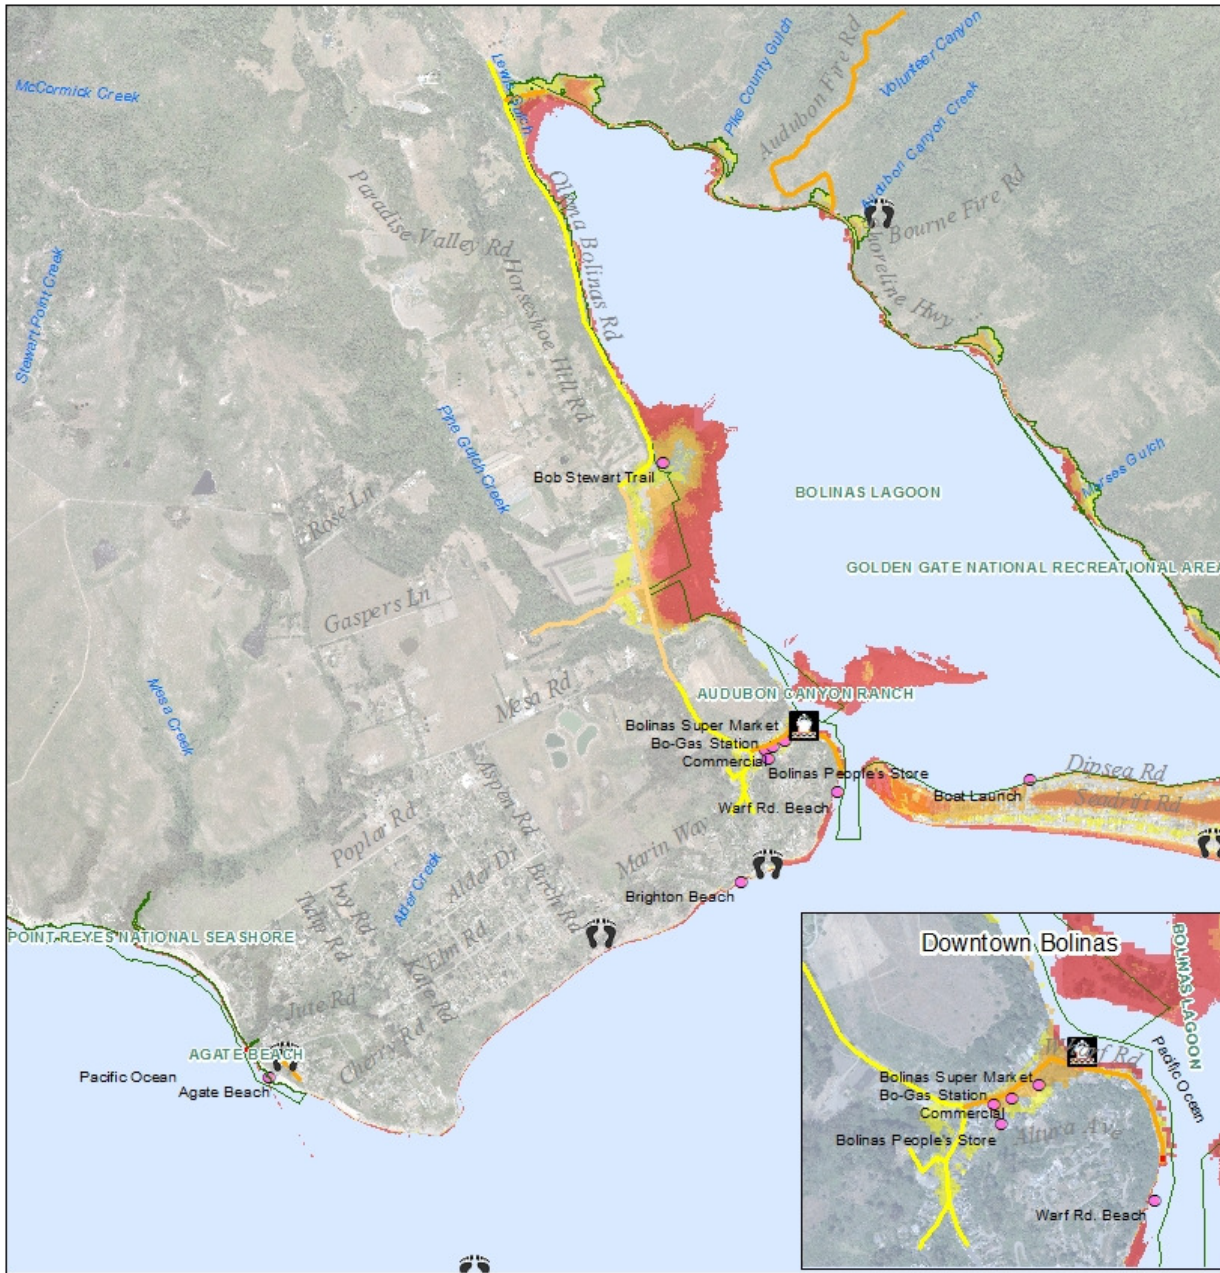 McCormick Creek
Lewis Gulch
Pike County Gulch
Audubon Fire Rd
Volunteer Canyon
Audubon Canyon Creek
Bourne Fire Rd
Shoreline Hwy ...
Paradise Valley Rd
Horseshoe Hill Rd
Olema Bolinas Rd
Stewart Point Creek
Pine Gulch Creek
Morses Gulch
Bob Stewart Trail
BOLINAS LAGOON
Rose Ln
GOLDEN GATE NATIONAL RECREATIONAL AREA
Gaspers Ln
Mesa Creek
Mesa Rd
AUDUBON CANYON RANCH
Bolinas Super Market
Bo-Gas Station
Commercial
Bolinas People's Store
Warf Rd. Beach
Dipsea Rd
Boat Launch
Seadrift Rd
Aspen Rd
Poplar Rd
Marin Way
Alder Dr
Birch Rd
Alder Creek
Ivy Rd
Tulip Rd
Brighton Beach
POINT REYES NATIONAL SEASHORE
Elm Rd
Kale Rd
Jute Rd
Cherry Rd
AGATE BEACH
Pacific Ocean
Agate Beach
Downtown Bolinas
BOLINAS LAGOON
Wharf Rd
Pacific Ocean
Bolinas Super Market
Bo-Gas Station
Commercial
Bolinas People's Store
Altura Ave
Warf Rd. Beach